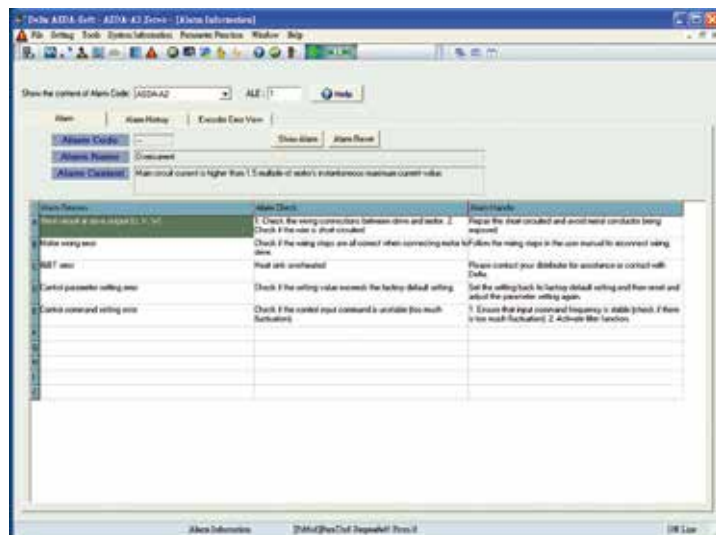 Delta ASDA-Soft - ASDA-A2 Servo - [Alarm Information]
File Setting Tools System Information Parameter Function Window Help
Show the content of Alarm Code: ASDA-A2 ALE: 1 Help
Alarm Alarm History Encoder Error View
Alarm Code -- Show Alarm Alarm Reset
Alarm Name Overcurrent
Alarm Content Main circuit current is higher than 1.5 multiple of motor's instantaneous maximum current value.
Alarm Reason Alarm Check Alarm Handle
Short circuit at drive output (U, V, W) 1. Check the wiring connections between drive and motor. 2. Check if the wire is short circuited Repair the short-circuited and avoid metal conductor being exposed.
Motor wiring error Check if the wiring steps are all correct when connecting motor to drive. Follow the wiring steps in the user manual to reconnect wiring.
IGBT error Heat sink overheated Please contact your distributor for assistance or contact with Delta.
Control parameter setting error Check if the setting value exceeds the factory default setting. Set the setting back to factory default setting and then reset and adjust the parameter setting again.
Control command setting error Check if the control input command is unstable (too much fluctuation). 1. Ensure that input command frequency is stable (check if there is too much fluctuation). 2. Activate filter function.
Alarm Information Off Line